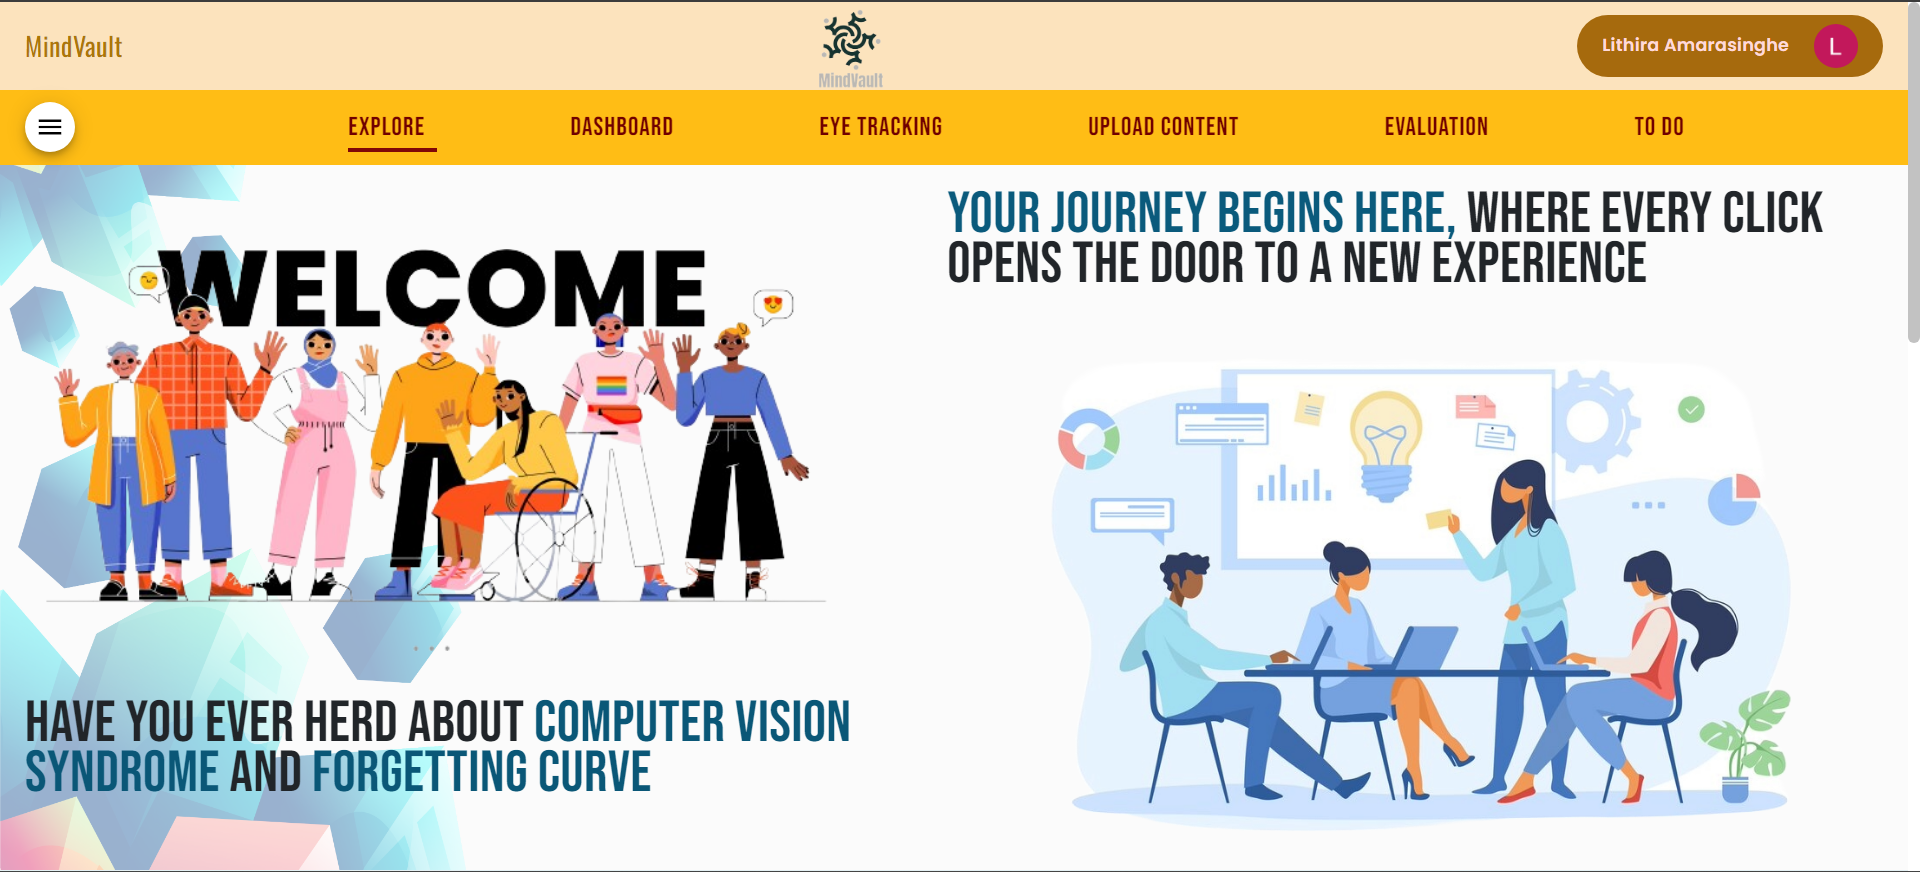 MindVault
MindVault
Lithira Amarasinghe
L
EXPLORE
DASHBOARD
EYE TRACKING
UPLOAD CONTENT
EVALUATION
TO DO
WELCOME
YOUR JOURNEY BEGINS HERE, WHERE EVERY CLICK
OPENS THE DOOR TO A NEW EXPERIENCE
HAVE YOU EVER HERD ABOUT COMPUTER VISION
SYNDROME AND FORGETTING CURVE